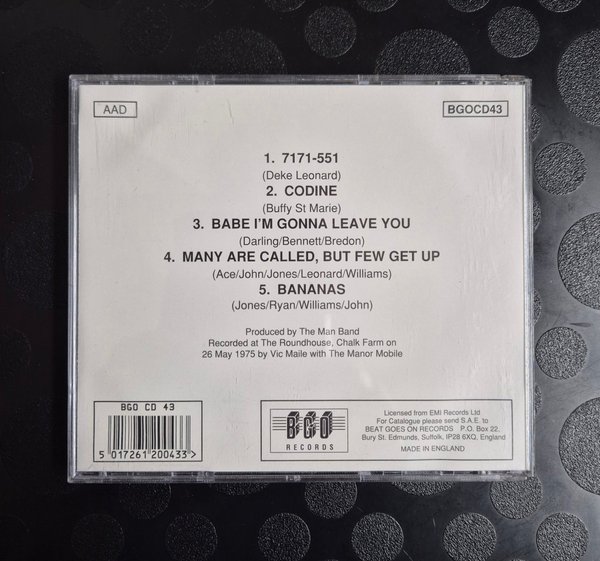 AAD
BGOCD43
1. 7171-551
(Deke Leonard)
2. CODINE
(Buffy St Marie)
3. BABE I'M GONNA LEAVE YOU
(Darling/Bennett/Bredon)
4. MANY ARE CALLED, BUT FEW GET UP
(Ace/John/Jones/Leonard/Williams)
5. BANANAS
(Jones/Ryan/Williams/John)
Produced by The Man Band
Recorded at The Roundhouse, Chalk Farm on
26 May 1975 by Vic Maile with The Manor Mobile
BGO CD 43
5 017261 200433 >
BGO
RECORDS
Licensed from EMI Records Ltd
For Catalogue please send S.A.E. to
BEAT GOES ON RECORDS P.O. Box 22,
Bury St. Edmunds, Suffolk, IP28 6XQ, England
MADE IN ENGLAND